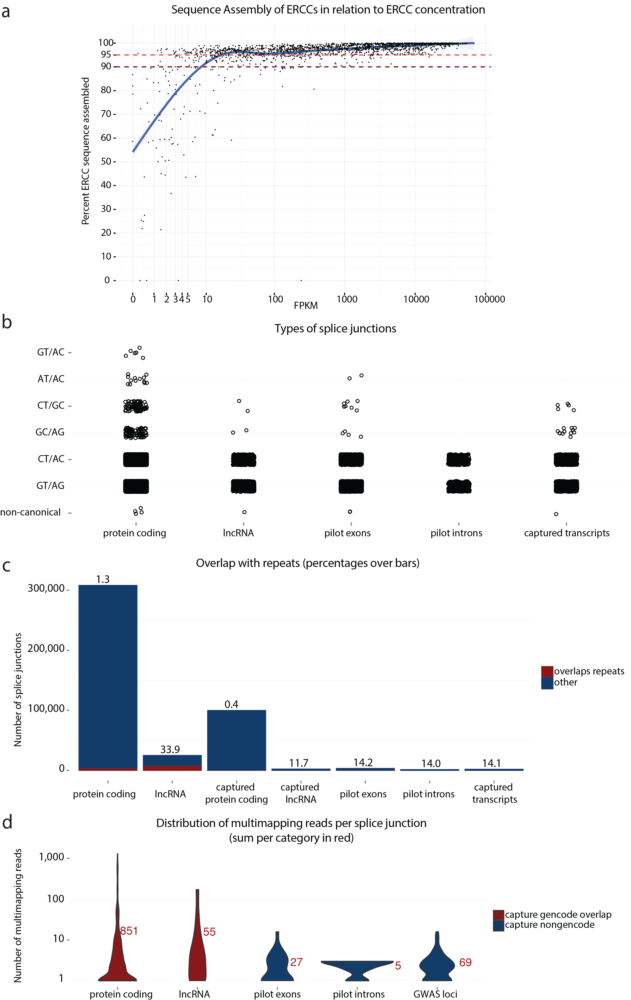 a
Sequence Assembly of ERCCs in relation to ERCC concentration
100
95
90
80
70
60
50
40
30
20
10
0
Percent ERCC sequence assembled
0 1 2 3 4 5 10 100 1000 10000 100000
FPKM
b
Types of splice junctions
GT/AC
AT/AC
CT/GC
GC/AG
CT/AC
GT/AG
non-canonical
protein coding lncRNA pilot exons pilot introns captured transcripts
c
Overlap with repeats (percentages over bars)
Number of splice junctions
300,000
200,000
100,000
0
1.3
33.9
0.4
11.7
14.2
14.0
14.1
overlaps repeats
other
protein coding
lncRNA
captured
protein coding
captured
lncRNA
pilot exons
pilot introns
captured
transcripts
d
Distribution of multimapping reads per splice junction
(sum per category in red)
Number of multimapping reads
1,000
100
10
1
851
55
27
5
69
capture gencode overlap
capture nongencode
protein coding lncRNA pilot exons pilot introns GWAS loci